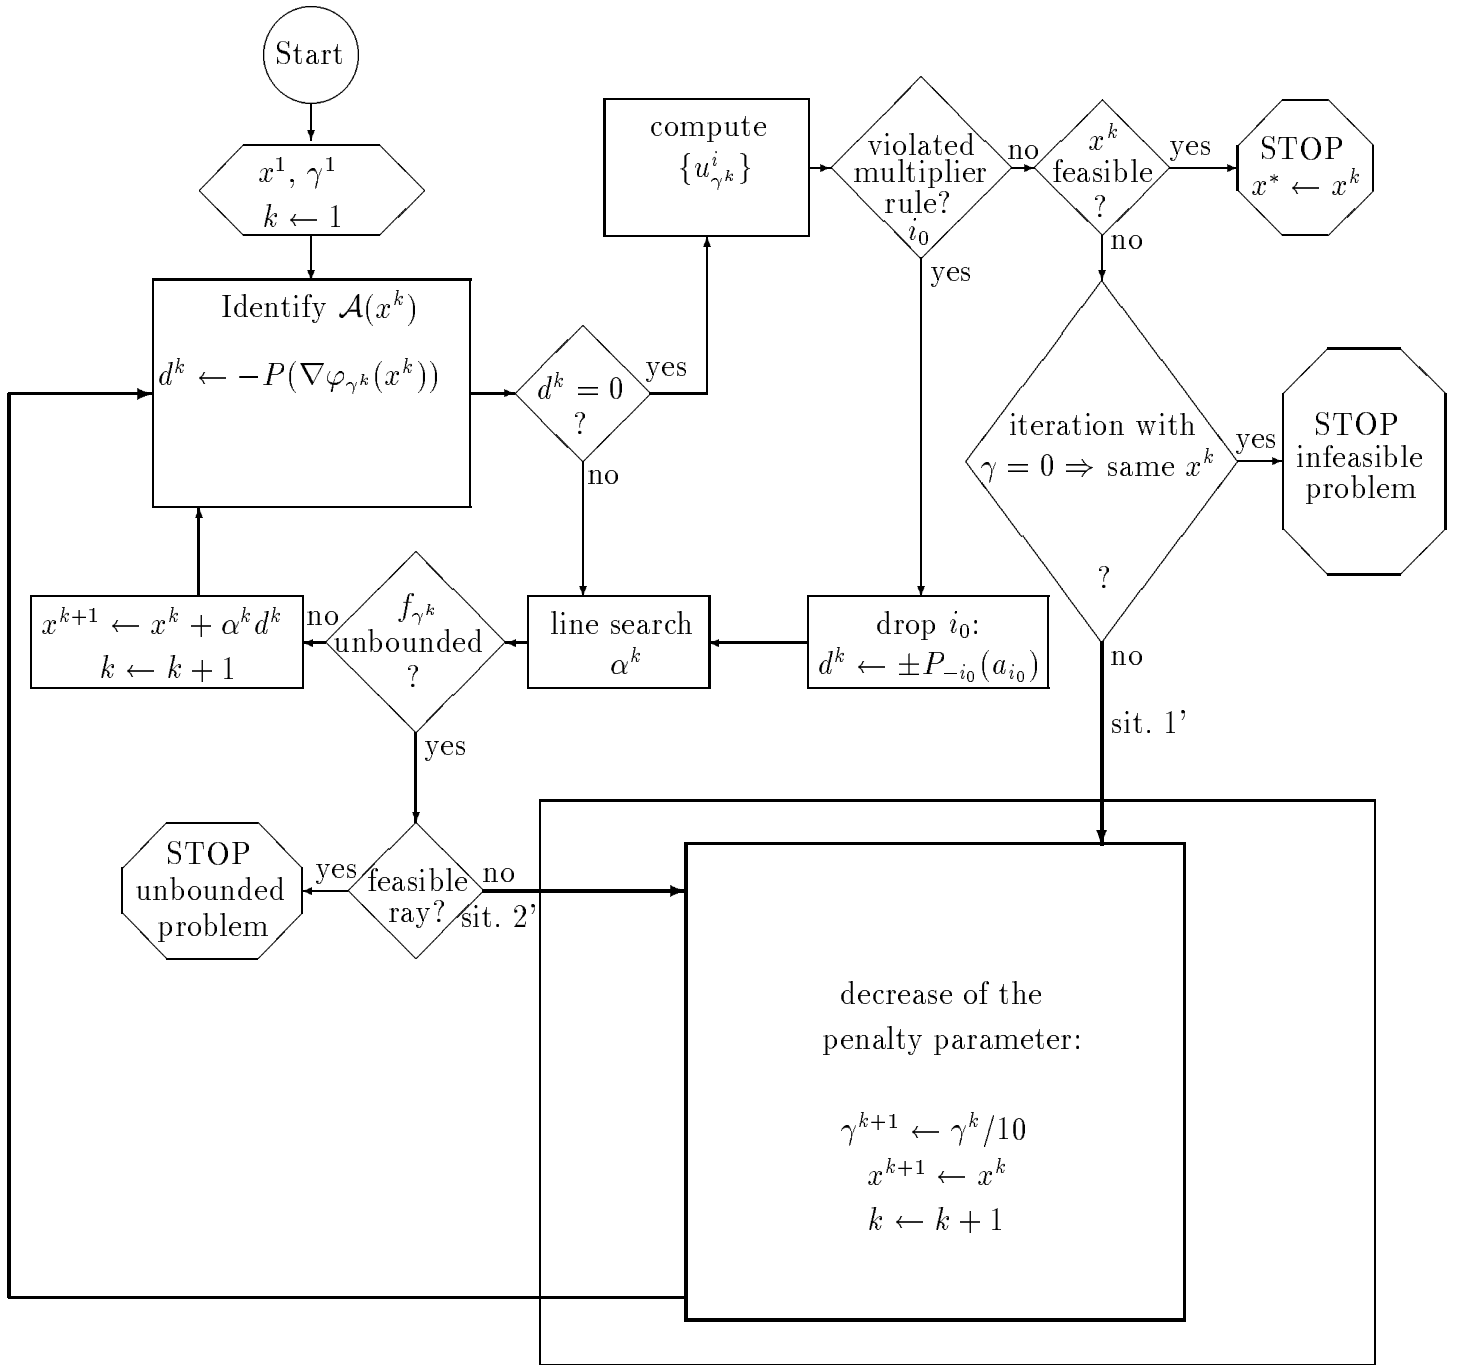 Start
x^1, γ^1
k ← 1
Identify 𝒜(x^k)
d^k ← −P(∇φ_{γ^k}(x^k))
d^k = 0
?
yes
no
compute
{u^i_{γ^k}}
violated
multiplier
rule?
i_0
no
yes
x^k
feasible
?
yes
no
STOP
x^* ← x^k
iteration with
γ = 0 ⇒ same x^k
?
yes
no
sit. 1’
STOP
infeasible
problem
drop i_0:
d^k ← ±P_{−i_0}(a_{i_0})
line search
α^k
f_{γ^k}
unbounded
?
no
yes
x^{k+1} ← x^k + α^k d^k
k ← k + 1
feasible
ray?
yes
no
sit. 2’
STOP
unbounded
problem
decrease of the
penalty parameter:
γ^{k+1} ← γ^k/10
x^{k+1} ← x^k
k ← k + 1